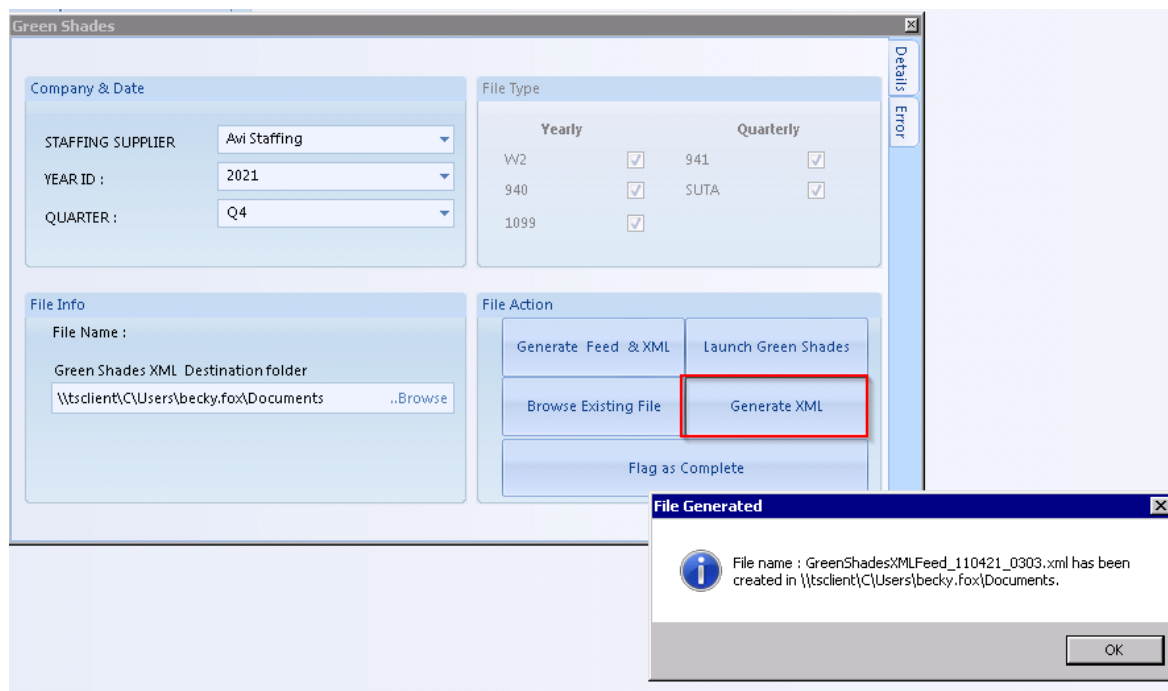 Green Shades
Details
Error
Company & Date
STAFFING SUPPLIER Avi Staffing
YEAR ID : 2021
QUARTER : Q4
File Type
Yearly Quarterly
W2 941
940 SUTA
1099
File Info
File Name :
Green Shades XML Destination folder
\\tsclient\C\Users\becky.fox\Documents ..Browse
File Action
Generate Feed & XML Launch Green Shades
Browse Existing File Generate XML
Flag as Complete
File Generated
File name : GreenShadesXMLFeed_110421_0303.xml has been
created in \\tsclient\C\Users\becky.fox\Documents.
OK